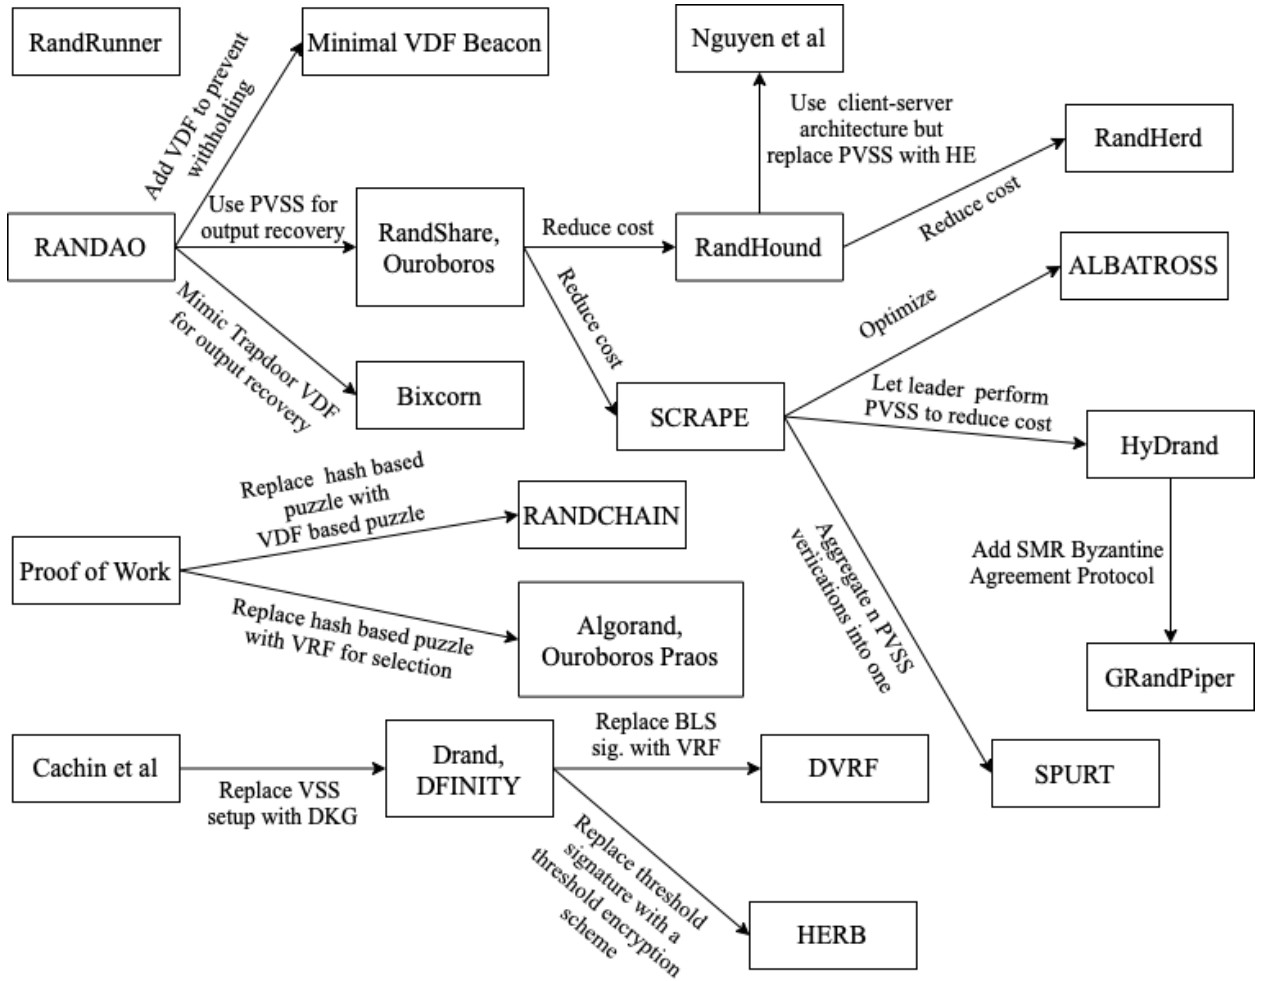 RandRunner
Minimal VDF Beacon
Nguyen et al
Add VDF to prevent
withholding
Use client-server
architecture but
replace PVSS with HE
RandHerd
Use PVSS for
output recovery
RANDAO
RandShare,
Ouroboros
Reduce cost
RandHound
Reduce cost
ALBATROSS
Mimic Trapdoor VDF
for output recovery
Reduce cost
Optimize
Bixcorn
SCRAPE
Let leader perform
PVSS to reduce cost
HyDrand
Replace hash based
puzzle with
VDF based puzzle
RANDCHAIN
Proof of Work
Aggregate n PVSS
veriications into one
Add SMR Byzantine
Agreement Protocol
Replace hash based puzzle
with VRF for selection
Algorand,
Ouroboros Praos
GRandPiper
Cachin et al
Replace VSS
setup with DKG
Drand,
DFINITY
Replace BLS
sig. with VRF
DVRF
SPURT
Replace threshold
signature with a
threshold encryption
scheme
HERB